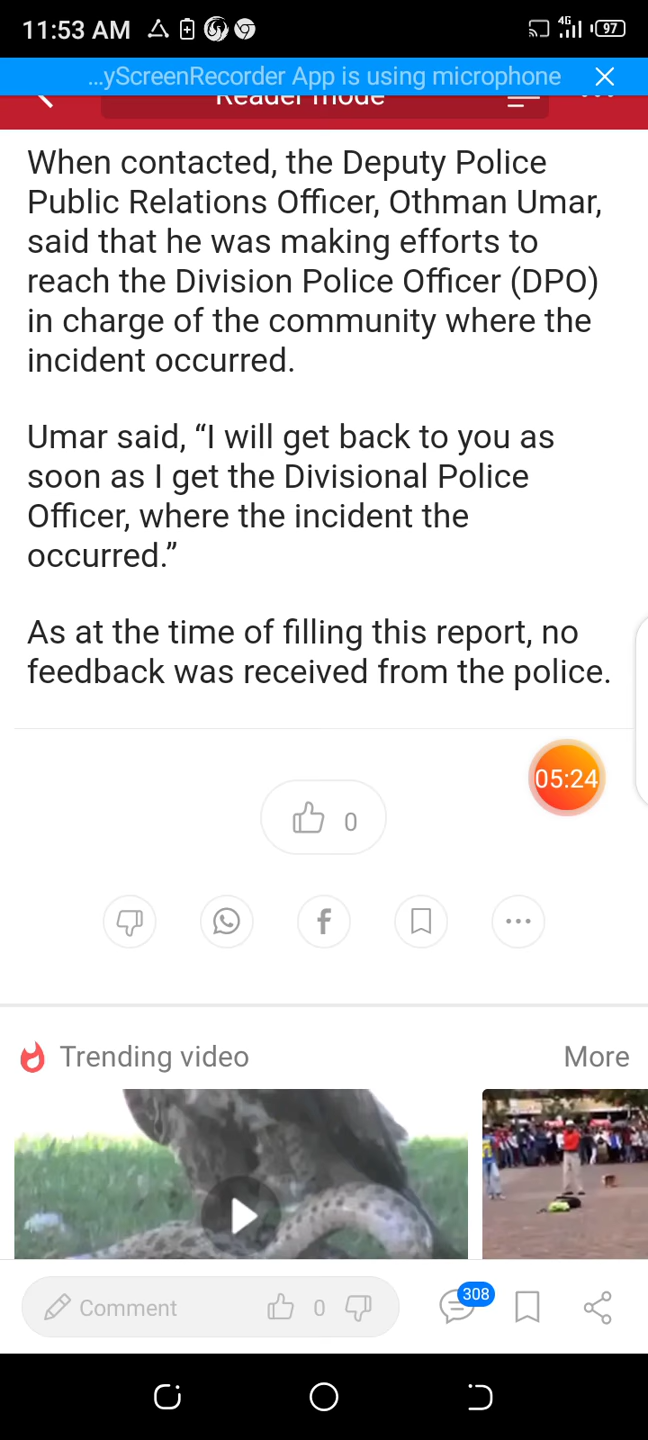 11:53 AM
4G
97
...yScreenRecorder App is using microphone
Reader mode
When contacted, the Deputy Police
Public Relations Officer, Othman Umar,
said that he was making efforts to
reach the Division Police Officer (DPO)
in charge of the community where the
incident occurred.
Umar said, “I will get back to you as
soon as I get the Divisional Police
Officer, where the incident the
occurred.”
As at the time of filling this report, no
feedback was received from the police.
05:24
0
Trending video
More
Comment
0
308